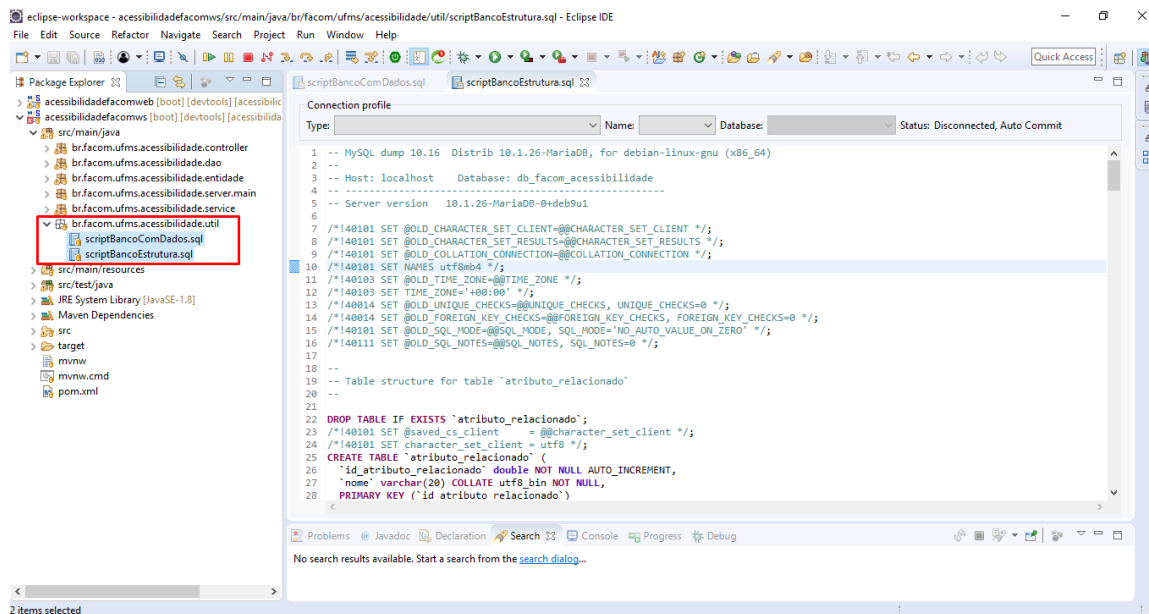 eclipse-workspace - acessibilidadefacomws/src/main/java/br/facom/ufms/acessibilidade/util/scriptBancoEstrutura.sql - Eclipse IDE
File Edit Source Refactor Navigate Search Project Run Window Help
Quick Access
Package Explorer
scriptBancoComDados.sql
scriptBancoEstrutura.sql
acessibilidadefacomweb [boot] [devtools] [acessibilic
acessibilidadefacomws [boot] [devtools] [acessibilida
src/main/java
br.facom.ufms.acessibilidade.controller
br.facom.ufms.acessibilidade.dao
br.facom.ufms.acessibilidade.entidade
br.facom.ufms.acessibilidade.server.main
br.facom.ufms.acessibilidade.service
br.facom.ufms.acessibilidade.util
scriptBancoComDados.sql
scriptBancoEstrutura.sql
src/main/resources
src/test/java
JRE System Library [JavaSE-1.8]
Maven Dependencies
src
target
mvnw
mvnw.cmd
pom.xml
Connection profile
Type: Name: Database: Status: Disconnected, Auto Commit
1 -- MySQL dump 10.16 Distrib 10.1.26-MariaDB, for debian-linux-gnu (x86_64)
2 --
3 -- Host: localhost Database: db_facom_acessibilidade
4 -- ------------------------------------------------------
5 -- Server version 10.1.26-MariaDB-0+deb9u1
6
7 /*!40101 SET @OLD_CHARACTER_SET_CLIENT=@@CHARACTER_SET_CLIENT */;
8 /*!40101 SET @OLD_CHARACTER_SET_RESULTS=@@CHARACTER_SET_RESULTS */;
9 /*!40101 SET @OLD_COLLATION_CONNECTION=@@COLLATION_CONNECTION */;
10 /*!40101 SET NAMES utf8mb4 */;
11 /*!40103 SET @OLD_TIME_ZONE=@@TIME_ZONE */;
12 /*!40103 SET TIME_ZONE='+00:00' */;
13 /*!40014 SET @OLD_UNIQUE_CHECKS=@@UNIQUE_CHECKS, UNIQUE_CHECKS=0 */;
14 /*!40014 SET @OLD_FOREIGN_KEY_CHECKS=@@FOREIGN_KEY_CHECKS, FOREIGN_KEY_CHECKS=0 */;
15 /*!40101 SET @OLD_SQL_MODE=@@SQL_MODE, SQL_MODE='NO_AUTO_VALUE_ON_ZERO' */;
16 /*!40111 SET @OLD_SQL_NOTES=@@SQL_NOTES, SQL_NOTES=0 */;
17
18 --
19 -- Table structure for table `atributo_relacionado`
20 --
21
22 DROP TABLE IF EXISTS `atributo_relacionado`;
23 /*!40101 SET @saved_cs_client = @@character_set_client */;
24 /*!40101 SET character_set_client = utf8 */;
25 CREATE TABLE `atributo_relacionado` (
26 `id_atributo_relacionado` double NOT NULL AUTO_INCREMENT,
27 `nome` varchar(20) COLLATE utf8_bin NOT NULL,
28 PRIMARY KEY (`id_atributo_relacionado`)
Problems Javadoc Declaration Search Console Progress Debug
No search results available. Start a search from the search dialog...
2 items selected